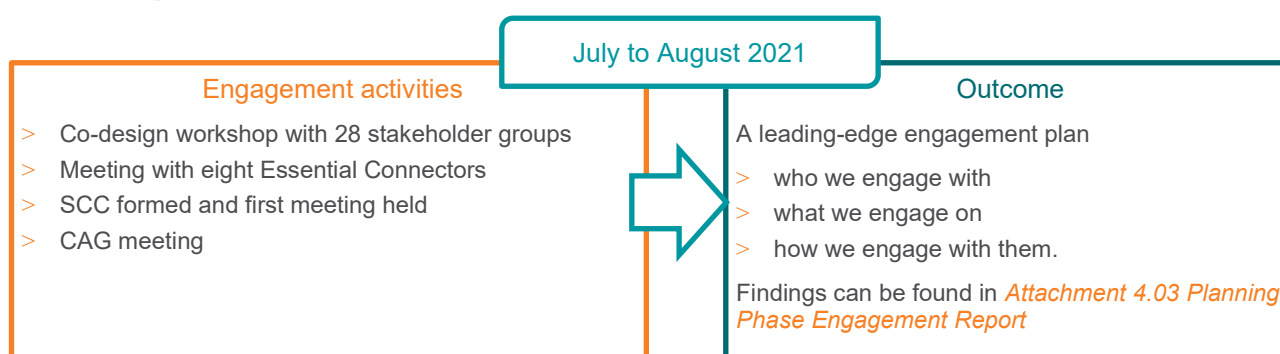 July to August 2021
Engagement activities
> Co-design workshop with 28 stakeholder groups
> Meeting with eight Essential Connectors
> SCC formed and first meeting held
> CAG meeting
Outcome
A leading-edge engagement plan
> who we engage with
> what we engage on
> how we engage with them.
Findings can be found in Attachment 4.03 Planning
Phase Engagement Report